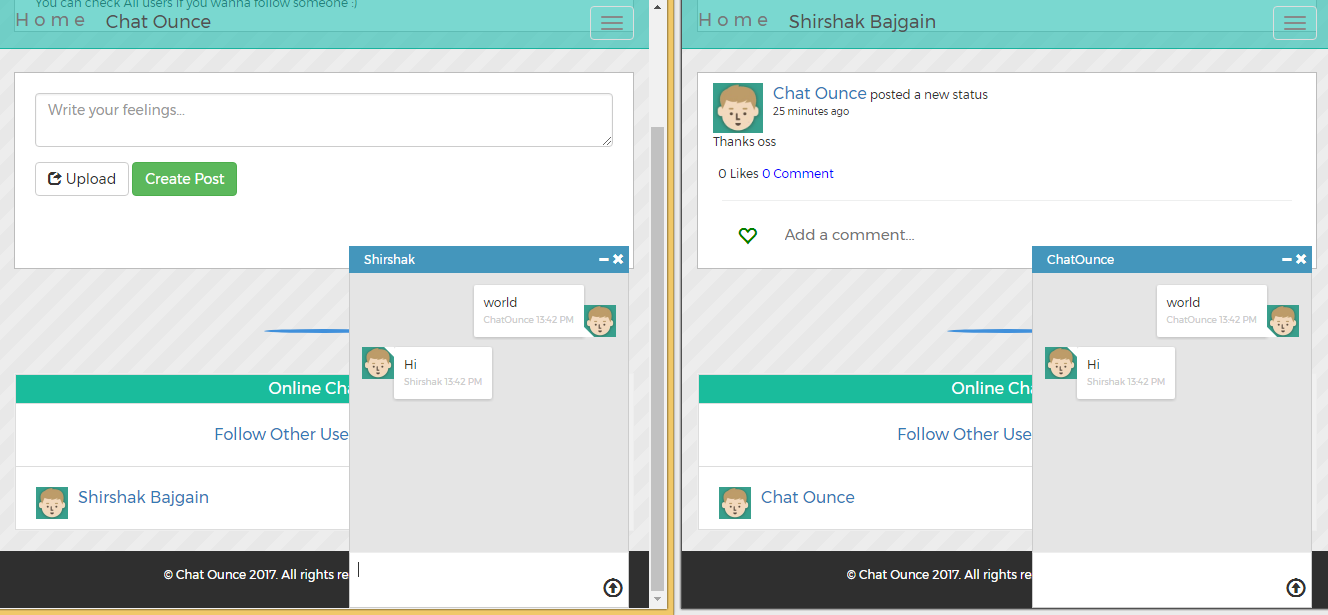 You can check All users if you wanna follow someone :)
Home Chat Ounce
Write your feelings...
Upload Create Post
Shirshak
world
ChatOunce 13:42 PM
Hi
Shirshak 13:42 PM
Online Cha
Follow Other Use
Shirshak Bajgain
© Chat Ounce 2017. All rights re
Home Shirshak Bajgain
Chat Ounce posted a new status
25 minutes ago
Thanks oss
0 Likes 0 Comment
Add a comment...
ChatOunce
world
ChatOunce 13:42 PM
Hi
Shirshak 13:42 PM
Online Cha
Follow Other Use
Chat Ounce
© Chat Ounce 2017. All rights re